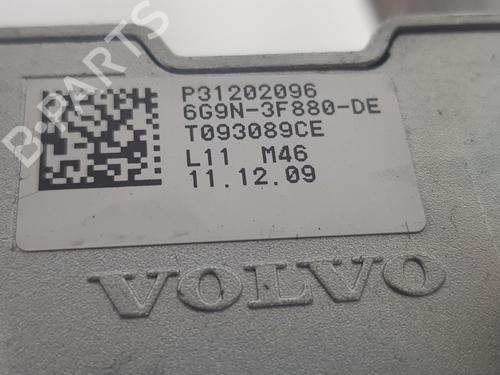 P31202096
6G9N-3F880-DE
T093089CE
L11 M46
11.12.09
VOLVO
B-PARTS